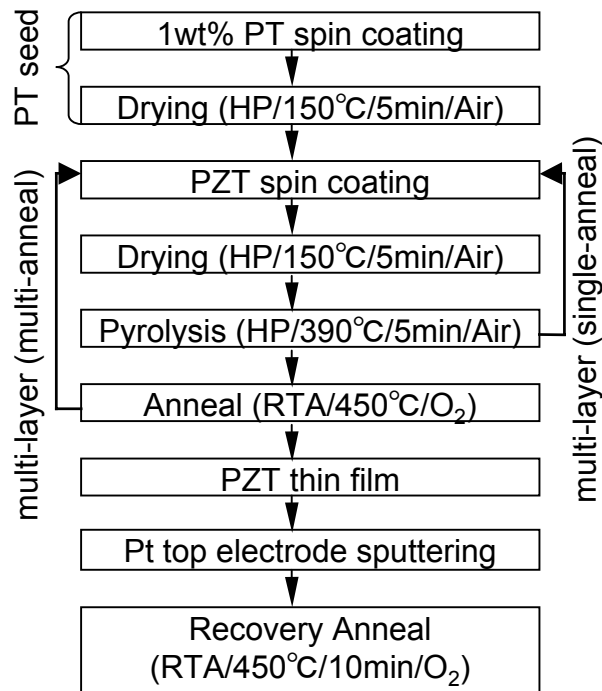 PT seed
1wt% PT spin coating
Drying (HP/150℃/5min/Air)
PZT spin coating
Drying (HP/150℃/5min/Air)
Pyrolysis (HP/390℃/5min/Air)
Anneal (RTA/450℃/O₂)
PZT thin film
Pt top electrode sputtering
Recovery Anneal
(RTA/450℃/10min/O₂)
multi-layer (multi-anneal)
multi-layer (single-anneal)